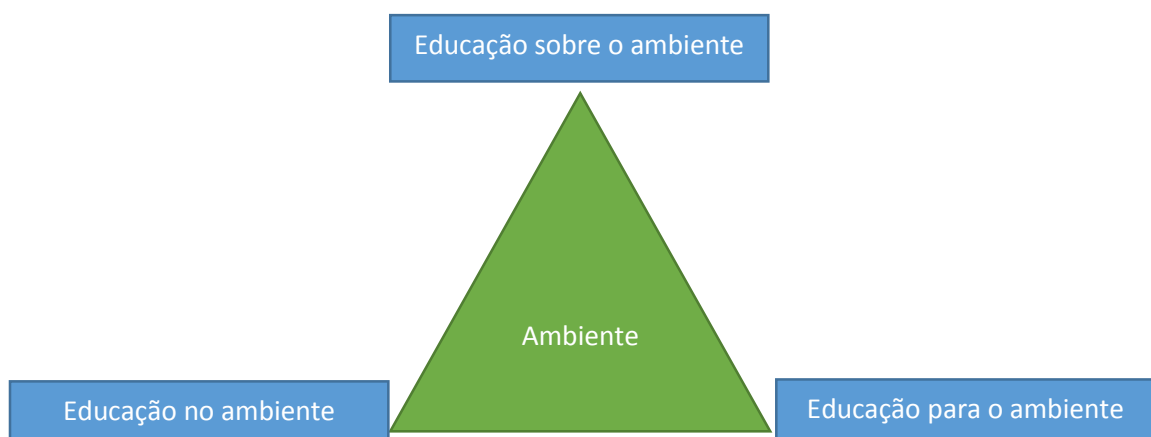 Educação sobre o ambiente
Ambiente
Educação no ambiente
Educação para o ambiente